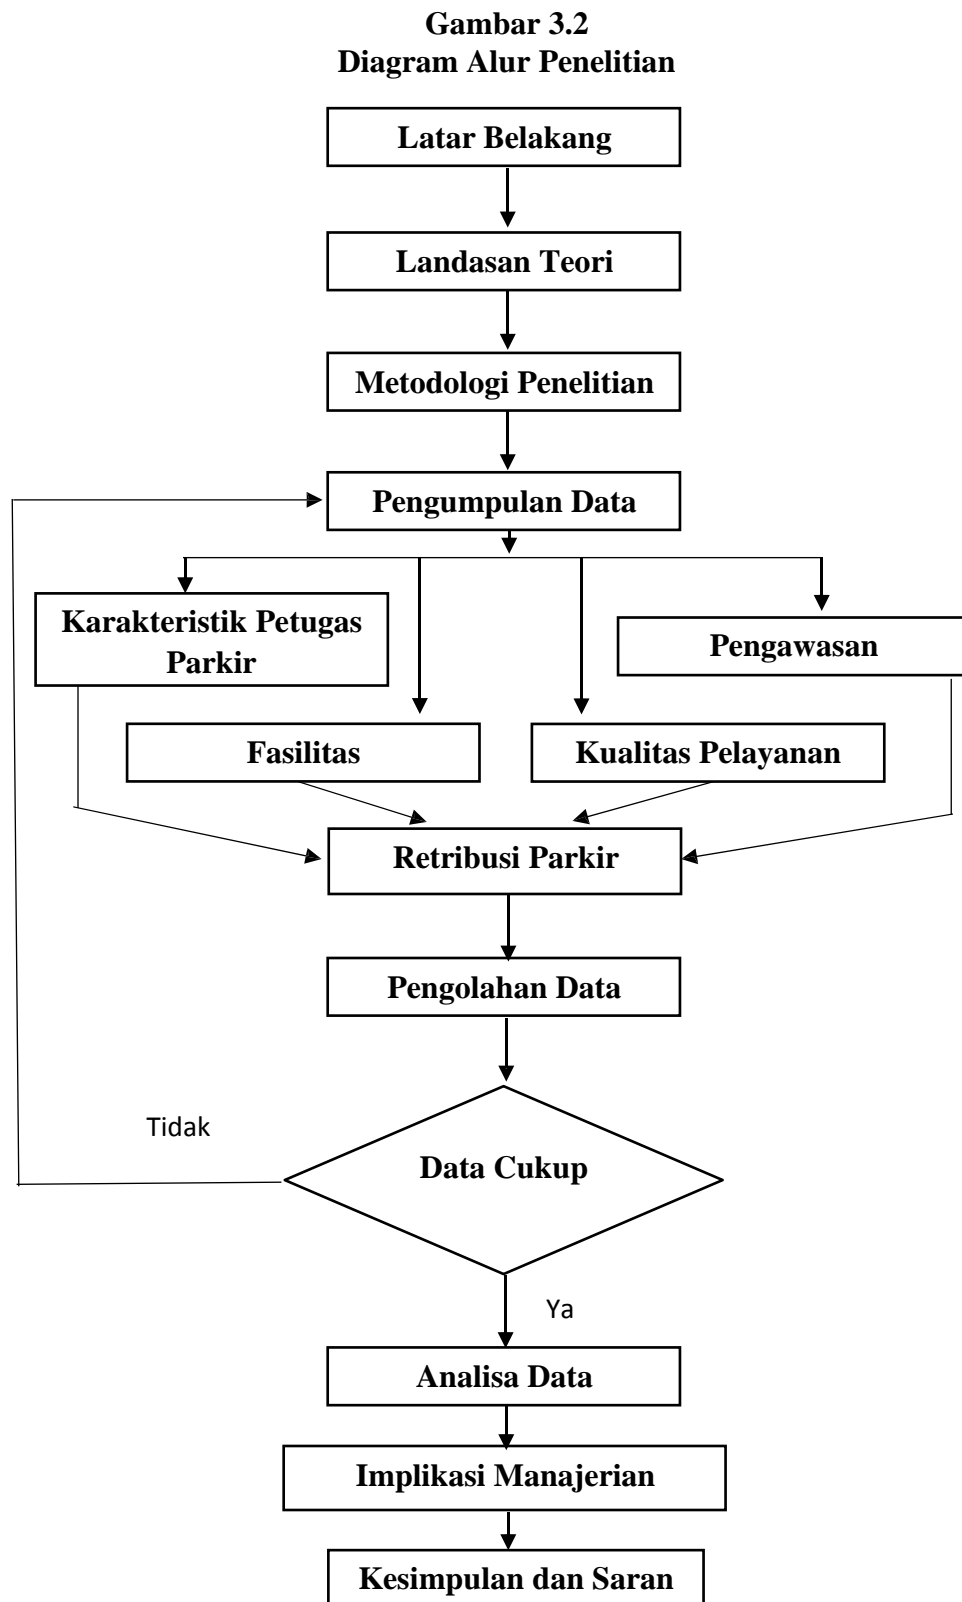 Gambar 3.2
Diagram Alur Penelitian
Latar Belakang
Landasan Teori
Metodologi Penelitian
Pengumpulan Data
Karakteristik Petugas
Parkir
Pengawasan
Fasilitas
Kualitas Pelayanan
Retribusi Parkir
Pengolahan Data
Tidak
Data Cukup
Ya
Analisa Data
Implikasi Manajerian
Kesimpulan dan Saran